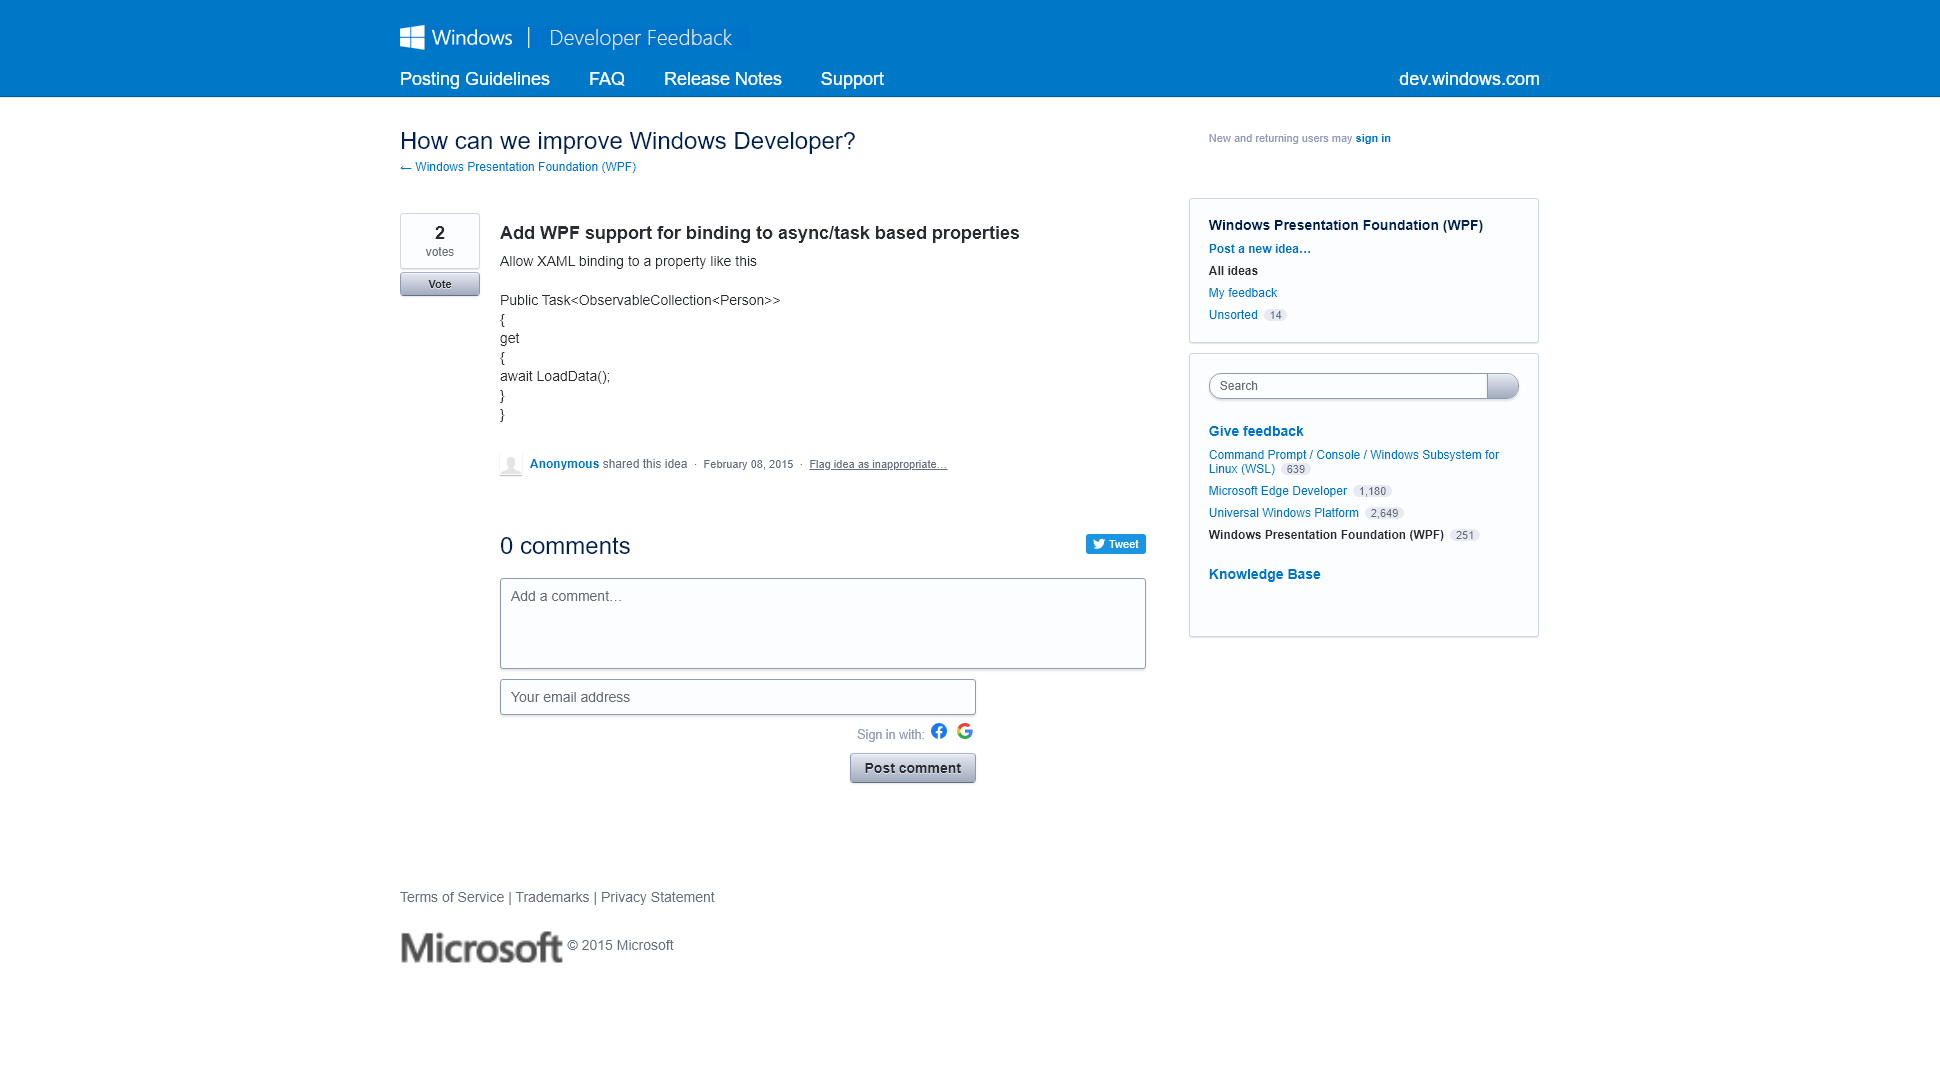 Windows | Developer Feedback
Posting Guidelines FAQ Release Notes Support dev.windows.com
How can we improve Windows Developer?
← Windows Presentation Foundation (WPF)
New and returning users may sign in
2
votes
Vote
Add WPF support for binding to async/task based properties
Allow XAML binding to a property like this
Public Task<ObservableCollection<Person>>
{
get
{
await LoadData();
}
}
Anonymous shared this idea · February 08, 2015 · Flag idea as inappropriate…
0 comments
Tweet
Add a comment…
Your email address
Sign in with:
Post comment
Windows Presentation Foundation (WPF)
Post a new idea…
All ideas
My feedback
Unsorted 14
Search
Give feedback
Command Prompt / Console / Windows Subsystem for
Linux (WSL) 639
Microsoft Edge Developer 1,180
Universal Windows Platform 2,649
Windows Presentation Foundation (WPF) 251
Knowledge Base
Terms of Service | Trademarks | Privacy Statement
Microsoft © 2015 Microsoft